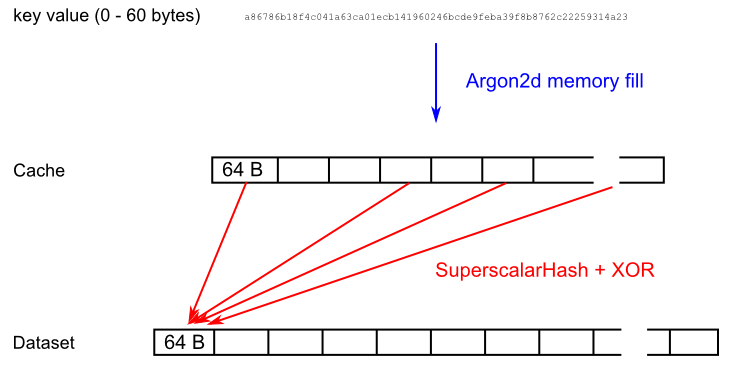 key value (0 - 60 bytes) a86786b18f4c041a63ca01ecb141960246bcde9feba39f8b8762c22259314a23
Argon2d memory fill
Cache 64 B
SuperscalarHash + XOR
Dataset 64 B